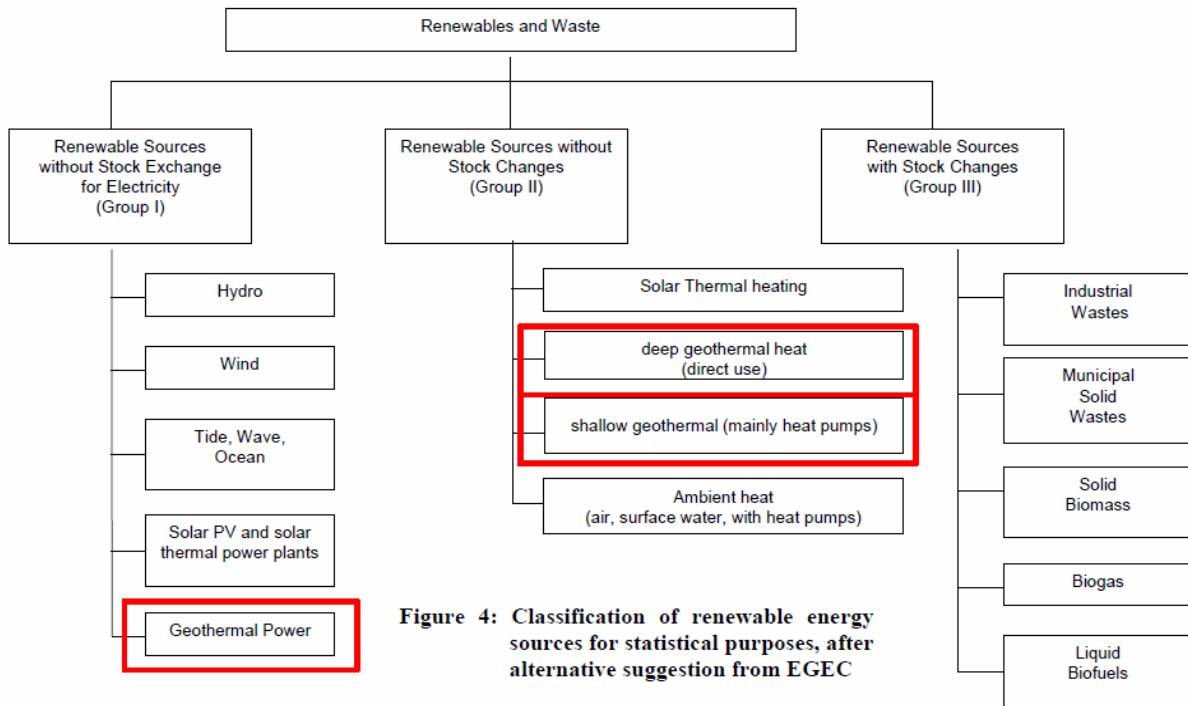 Renewables and Waste
Renewable Sources
without Stock Exchange
for Electricity
(Group I)
Hydro
Wind
Tide, Wave,
Ocean
Solar PV and solar
thermal power plants
Geothermal Power
Renewable Sources without
Stock Changes
(Group II)
Solar Thermal heating
deep geothermal heat
(direct use)
shallow geothermal (mainly heat pumps)
Ambient heat
(air, surface water, with heat pumps)
Renewable Sources
with Stock Changes
(Group III)
Industrial
Wastes
Municipal
Solid
Wastes
Solid
Biomass
Biogas
Liquid
Biofuels
Figure 4: Classification of renewable energy
sources for statistical purposes, after
alternative suggestion from EGEC